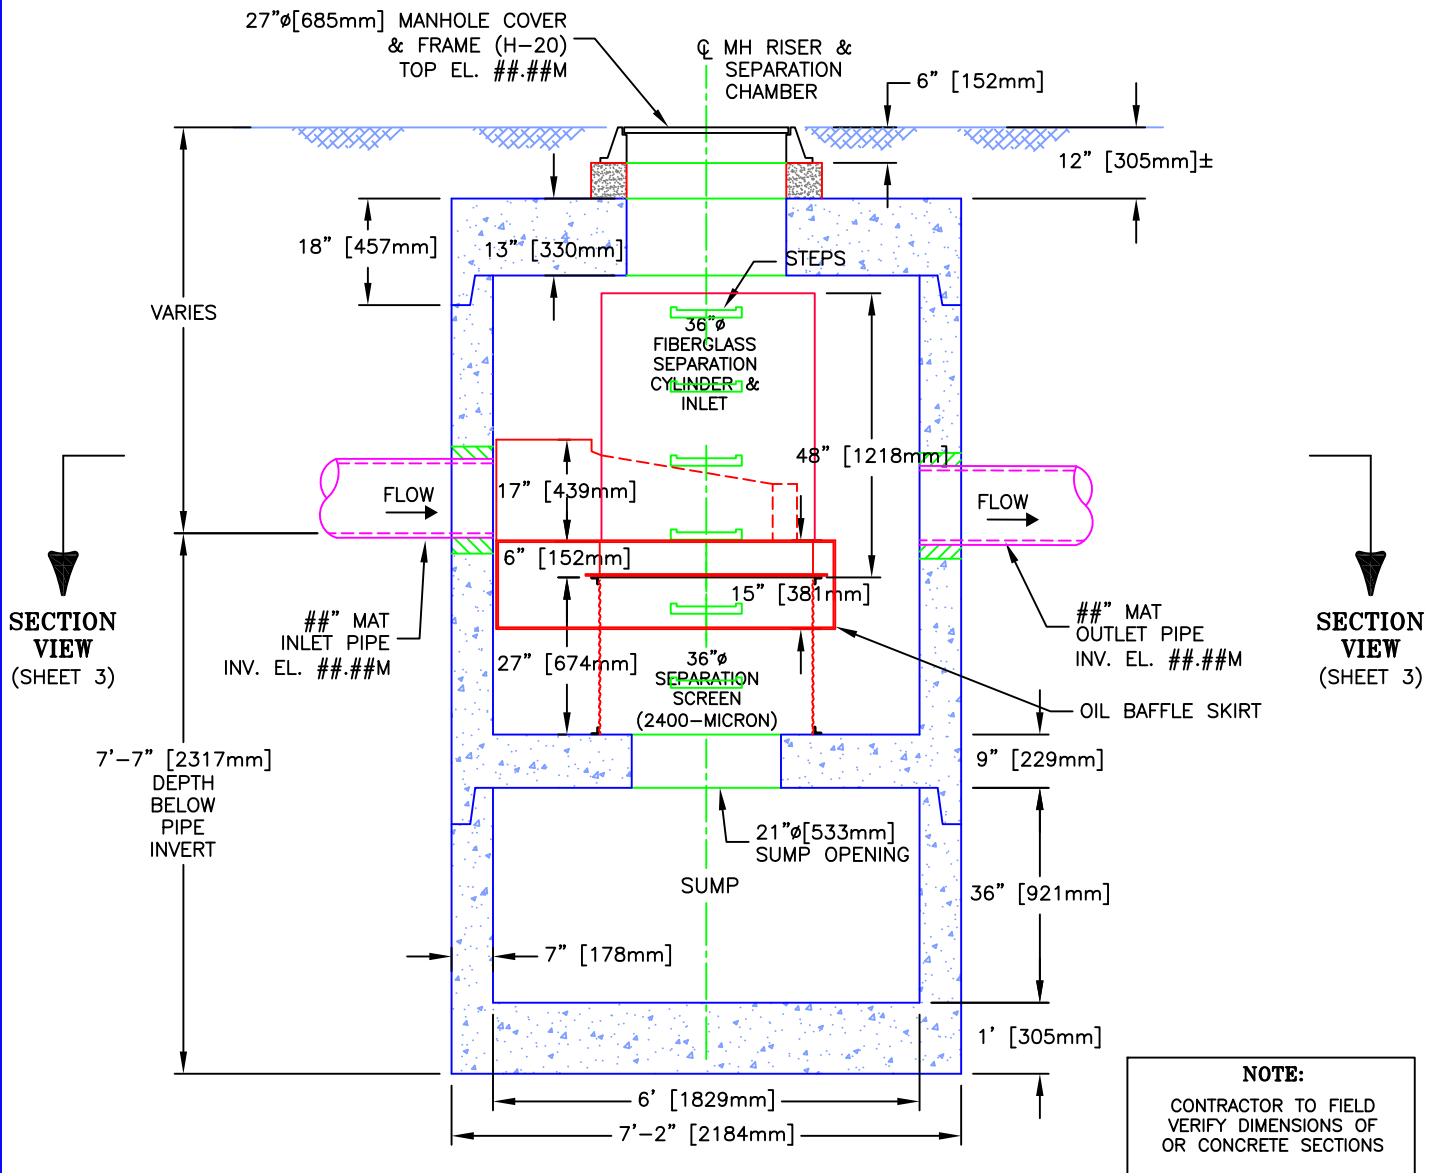 27"ø[685mm] MANHOLE COVER
& FRAME (H-20)
TOP EL. ##.##M
℄ MH RISER &
SEPARATION
CHAMBER
6" [152mm]
12" [305mm]±
18" [457mm]
13" [330mm]
STEPS
VARIES
36"ø
FIBERGLASS
SEPARATION
CYLINDER &
INLET
48" [1218mm]
17" [439mm]
FLOW
FLOW
6" [152mm]
15" [381mm]
SECTION
VIEW
(SHEET 3)
##" MAT
INLET PIPE
INV. EL. ##.##M
27" [674mm]
36"ø
SEPARATION
SCREEN
(2400-MICRON)
##" MAT
OUTLET PIPE
INV. EL. ##.##M
SECTION
VIEW
(SHEET 3)
OIL BAFFLE SKIRT
7'-7" [2317mm]
DEPTH
BELOW
PIPE
INVERT
9" [229mm]
21"ø[533mm]
SUMP OPENING
SUMP
36" [921mm]
7" [178mm]
1' [305mm]
6' [1829mm]
7'-2" [2184mm]
NOTE:
CONTRACTOR TO FIELD
VERIFY DIMENSIONS OF
OR CONCRETE SECTIONS